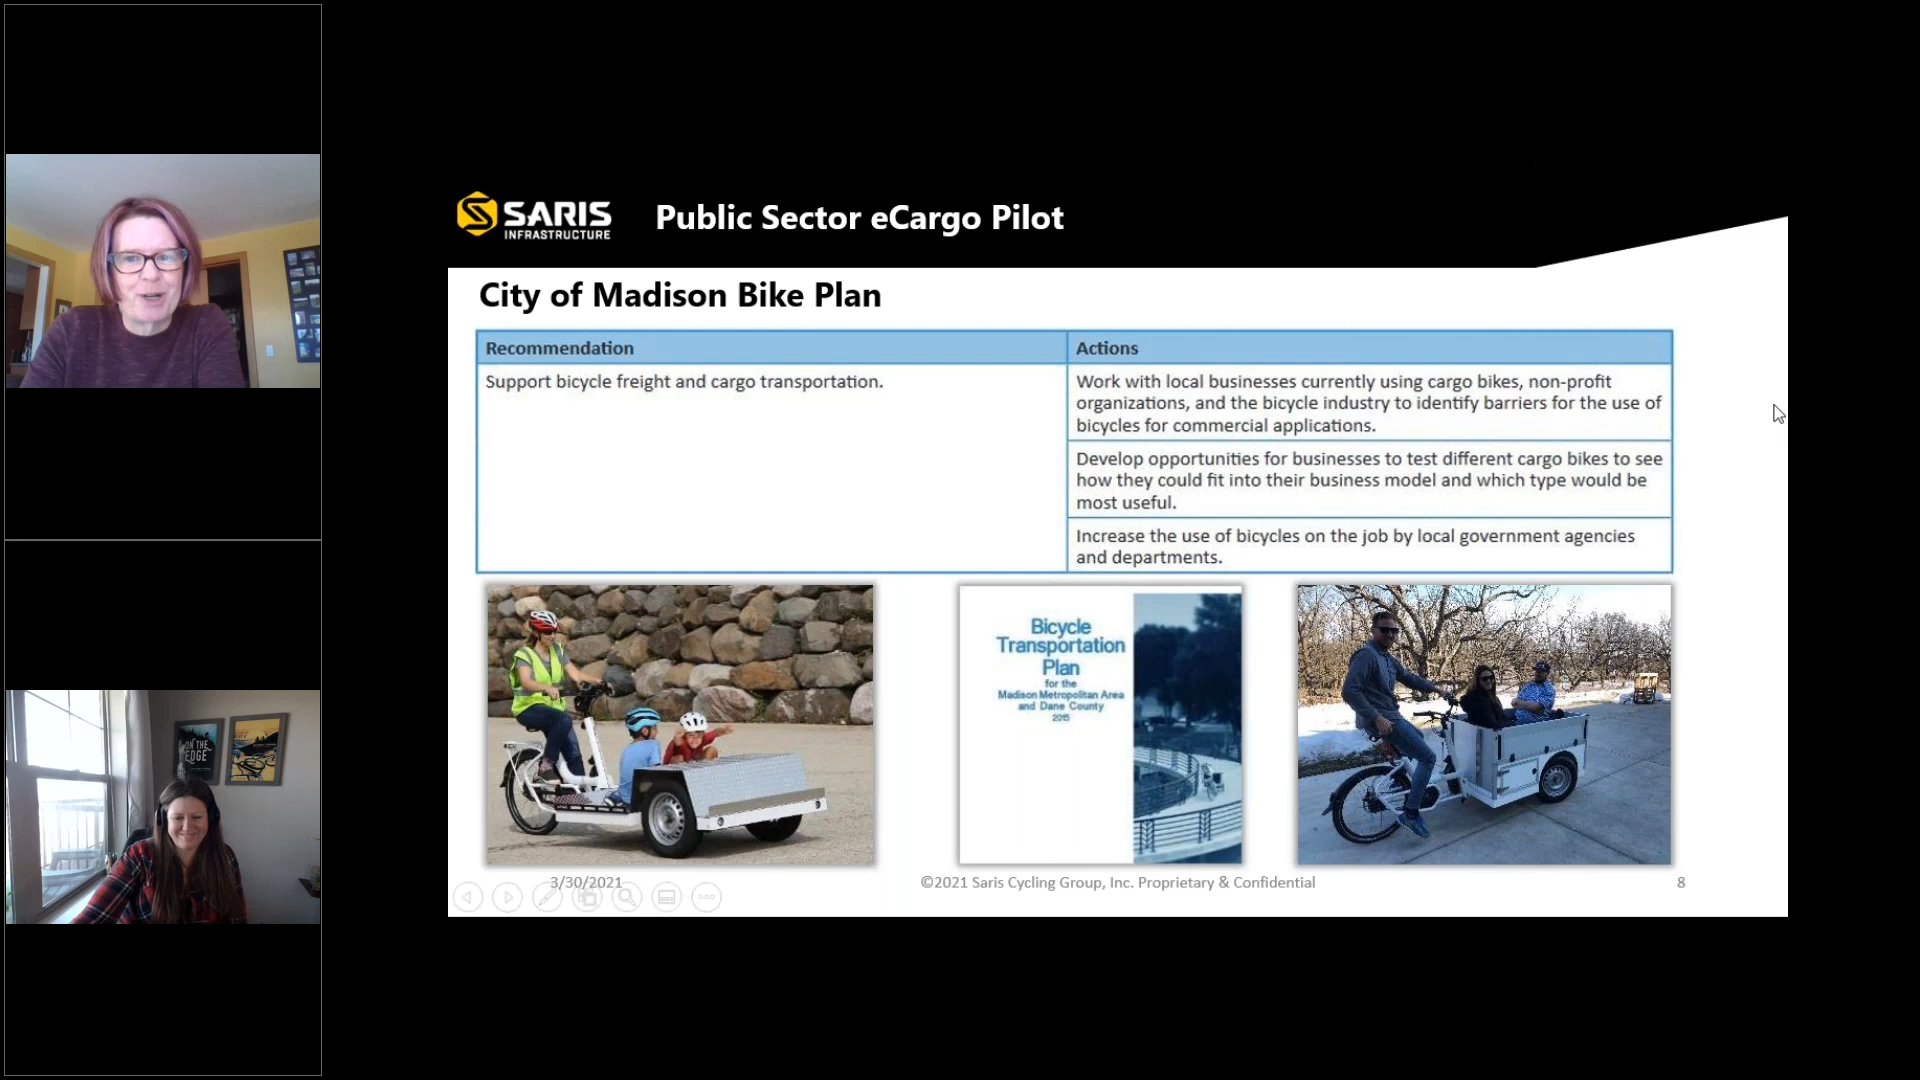 SARIS
INFRASTRUCTURE
Public Sector eCargo Pilot
City of Madison Bike Plan
Recommendation
Actions
Support bicycle freight and cargo transportation.
Work with local businesses currently using cargo bikes, non-profit
organizations, and the bicycle industry to identify barriers for the use of
bicycles for commercial applications.
Develop opportunities for businesses to test different cargo bikes to see
how they could fit into their business model and which type would be
most useful.
Increase the use of bicycles on the job by local government agencies
and departments.
Bicycle
Transportation
Plan
for the
Madison Metropolitan Area
and Dane County
2015
ON THE
EDGE
3/30/2021
©2021 Saris Cycling Group, Inc. Proprietary & Confidential
8